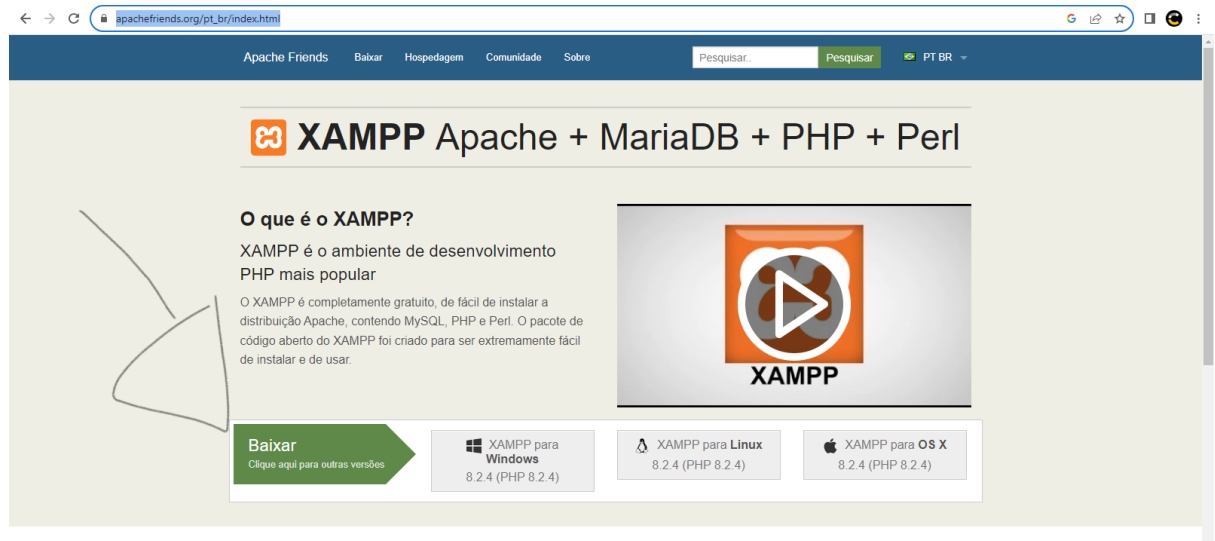 apachefriends.org/pt_br/index.html
Apache Friends Baixar Hospedagem Comunidade Sobre Pesquisar.. Pesquisar PT BR
XAMPP Apache + MariaDB + PHP + Perl
O que é o XAMPP?
XAMPP é o ambiente de desenvolvimento
PHP mais popular
O XAMPP é completamente gratuito, de fácil de instalar a
distribuição Apache, contendo MySQL, PHP e Perl. O pacote de
código aberto do XAMPP foi criado para ser extremamente fácil
de instalar e de usar.
XAMPP
Baixar
Clique aqui para outras versões
XAMPP para
Windows
8.2.4 (PHP 8.2.4)
XAMPP para Linux
8.2.4 (PHP 8.2.4)
XAMPP para OS X
8.2.4 (PHP 8.2.4)